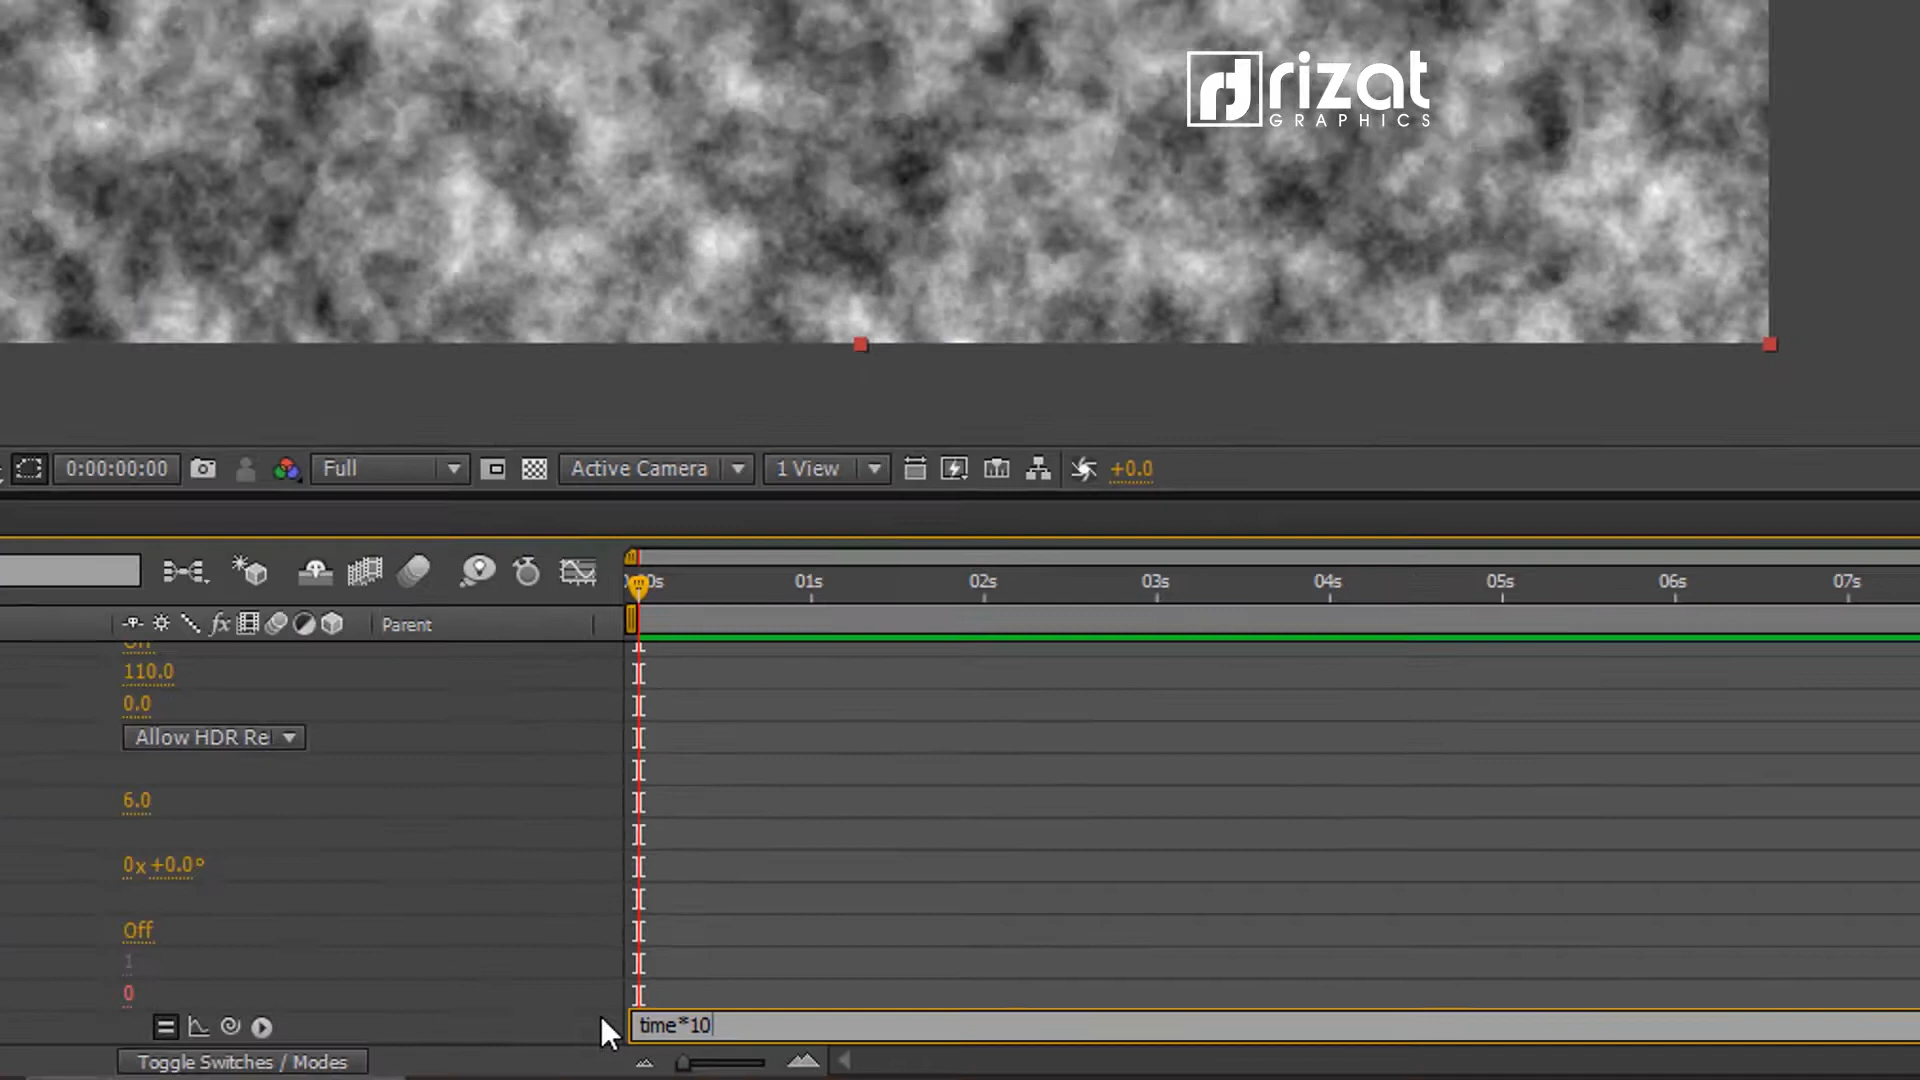 rizat
GRAPHICS
0:00:00:00
Full
Active Camera
1 View
+0.0
0s 01s 02s 03s 04s 05s 06s 07s
fx
Parent
Off
110.0
0.0
Allow HDR Re
6.0
0x +0.0°
Off
1
0
time*10
Toggle Switches / Modes